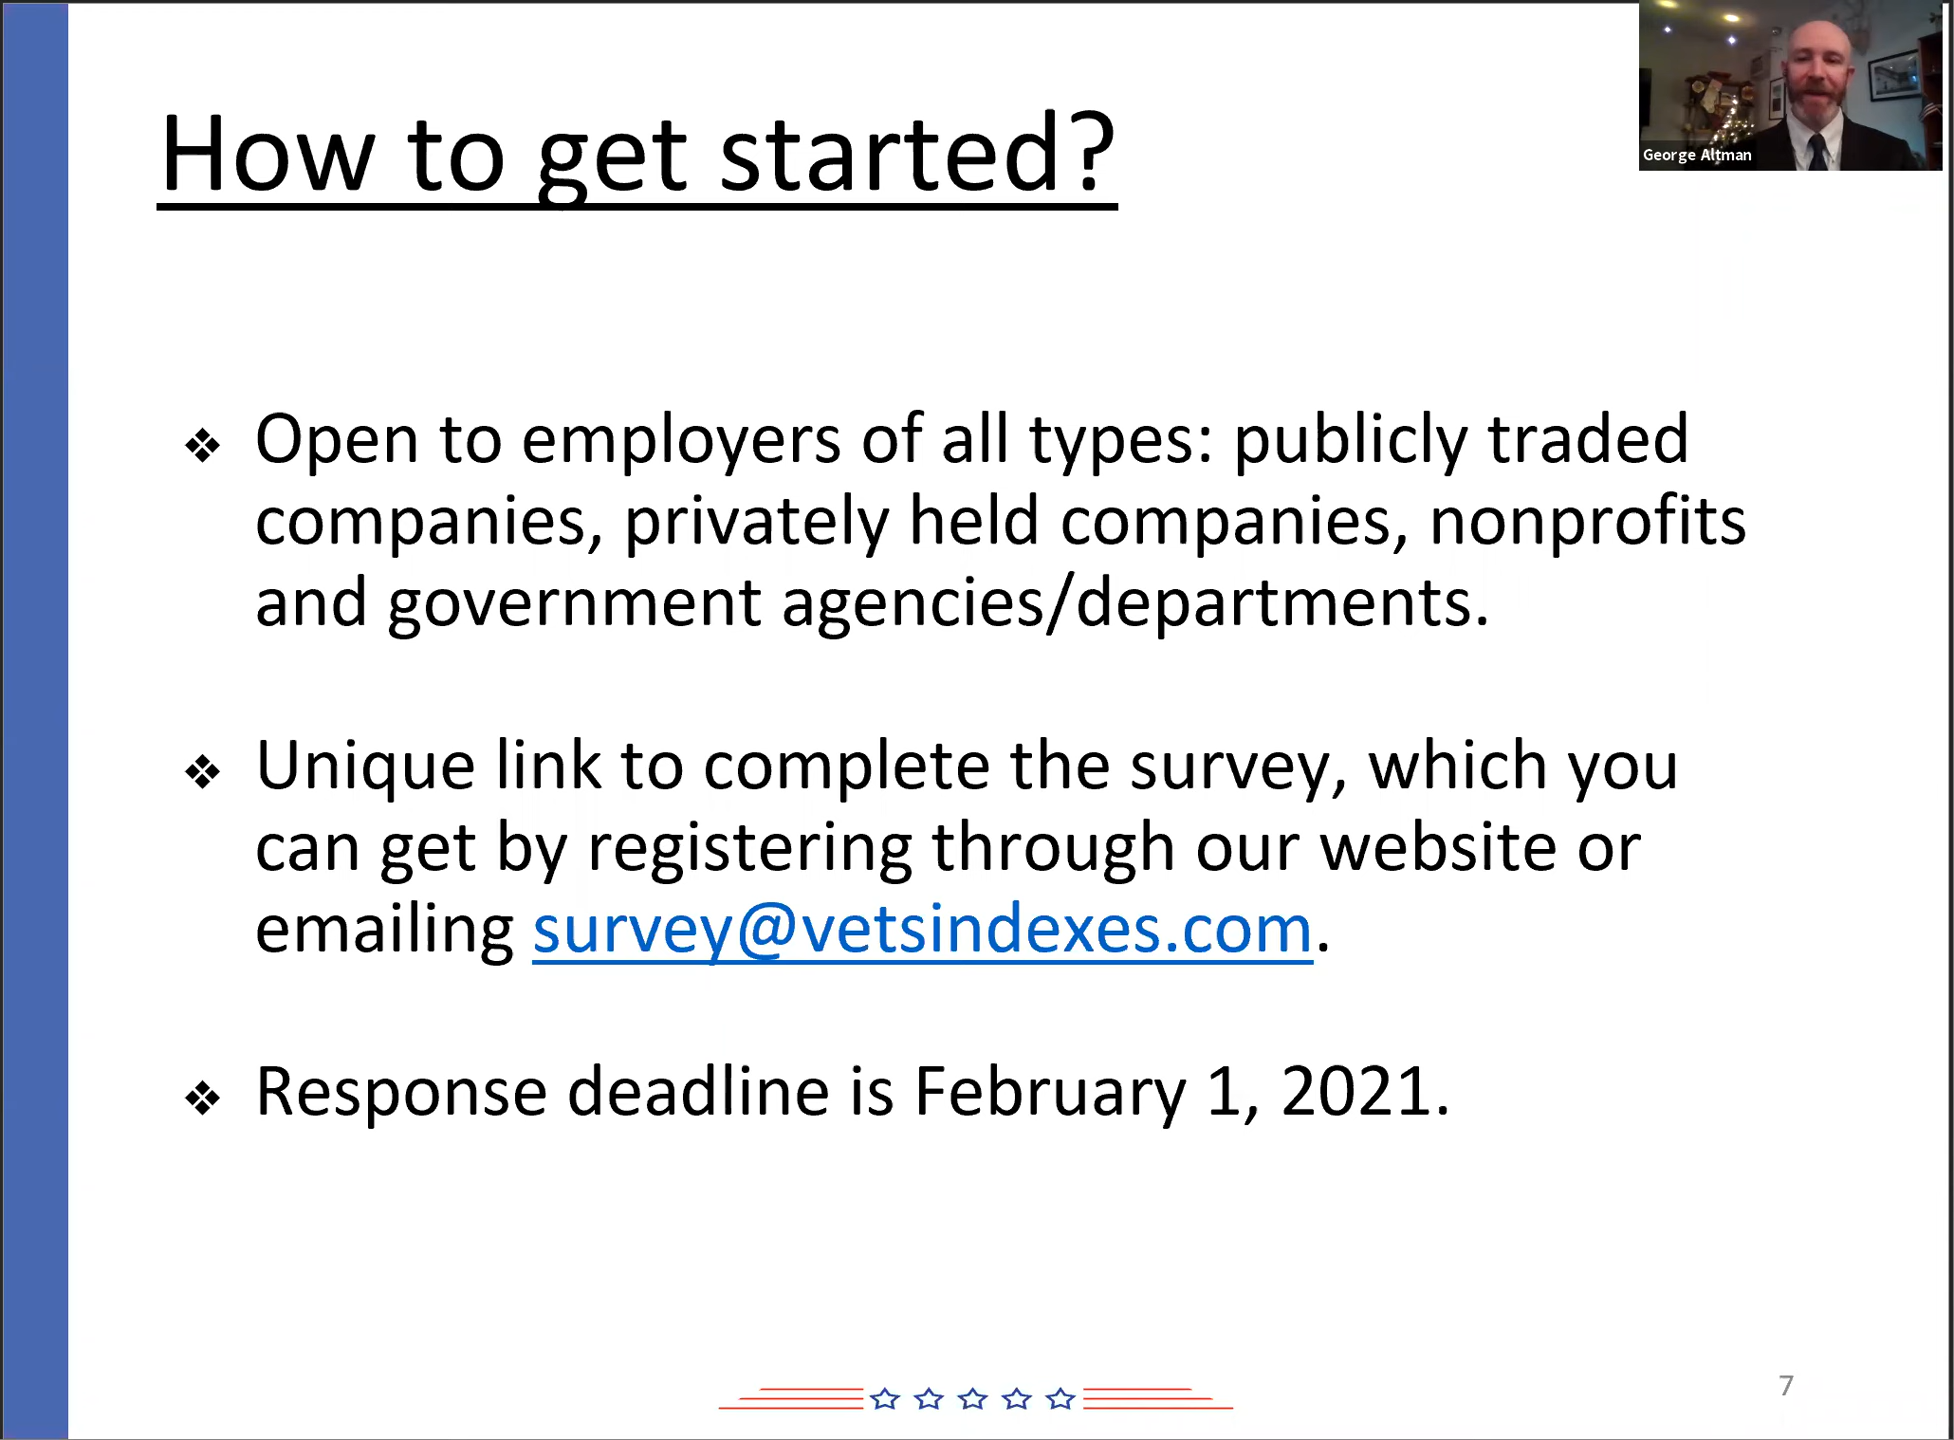 How to get started?
George Altman
❖ Open to employers of all types: publicly traded
companies, privately held companies, nonprofits
and government agencies/departments.
❖ Unique link to complete the survey, which you
can get by registering through our website or
emailing survey@vetsindexes.com.
❖ Response deadline is February 1, 2021.
7